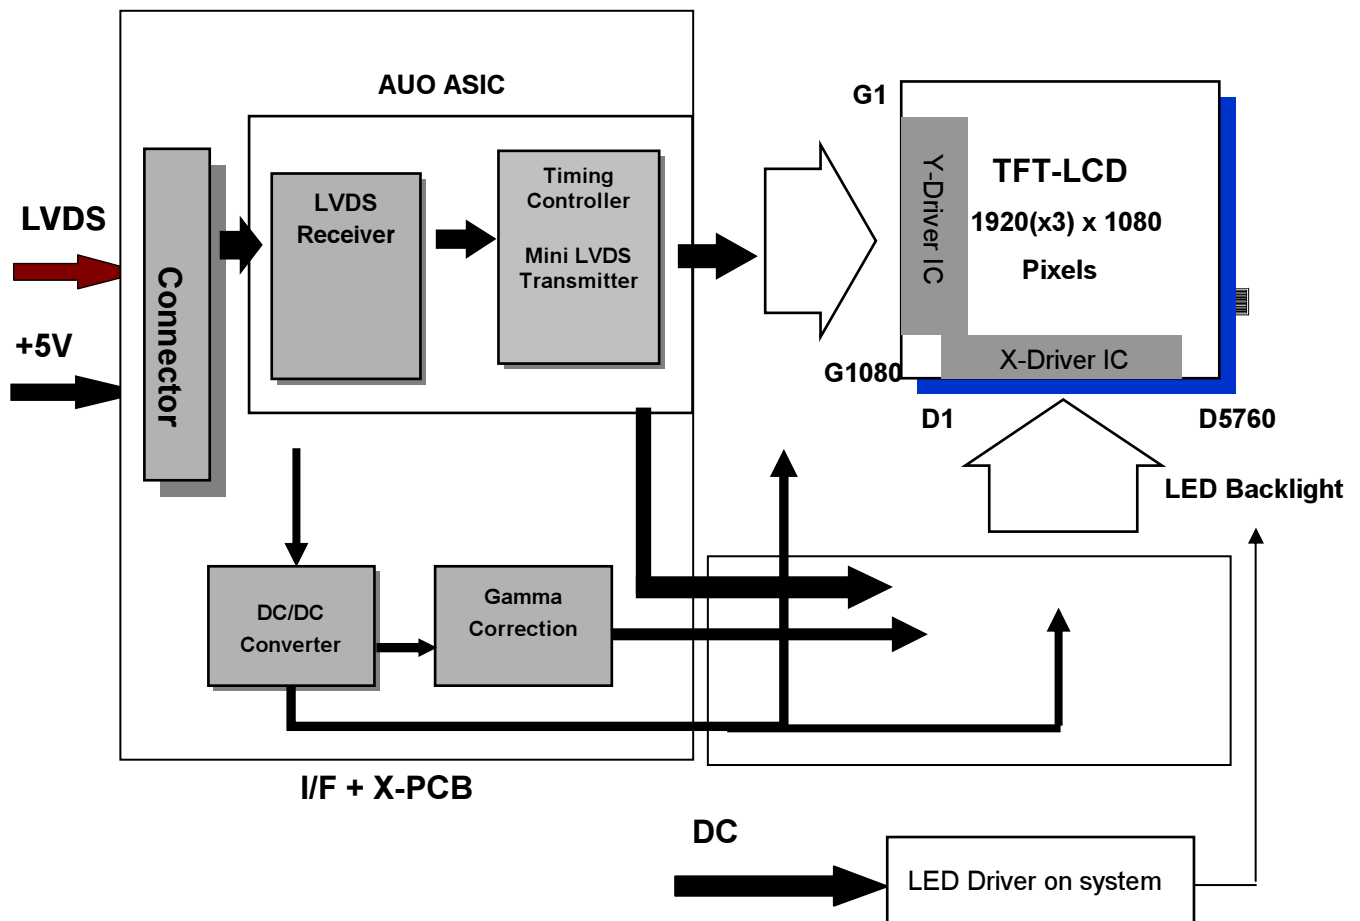 AUO ASIC
G1
Timing
Controller
Mini LVDS
Transmitter
LVDS
Receiver
LVDS
+5V
Connector
Y-Driver IC
TFT-LCD
1920(x3) x 1080
Pixels
X-Driver IC
G1080
D1
D5760
LED Backlight
DC/DC
Converter
Gamma
Correction
I/F + X-PCB
DC
LED Driver on system